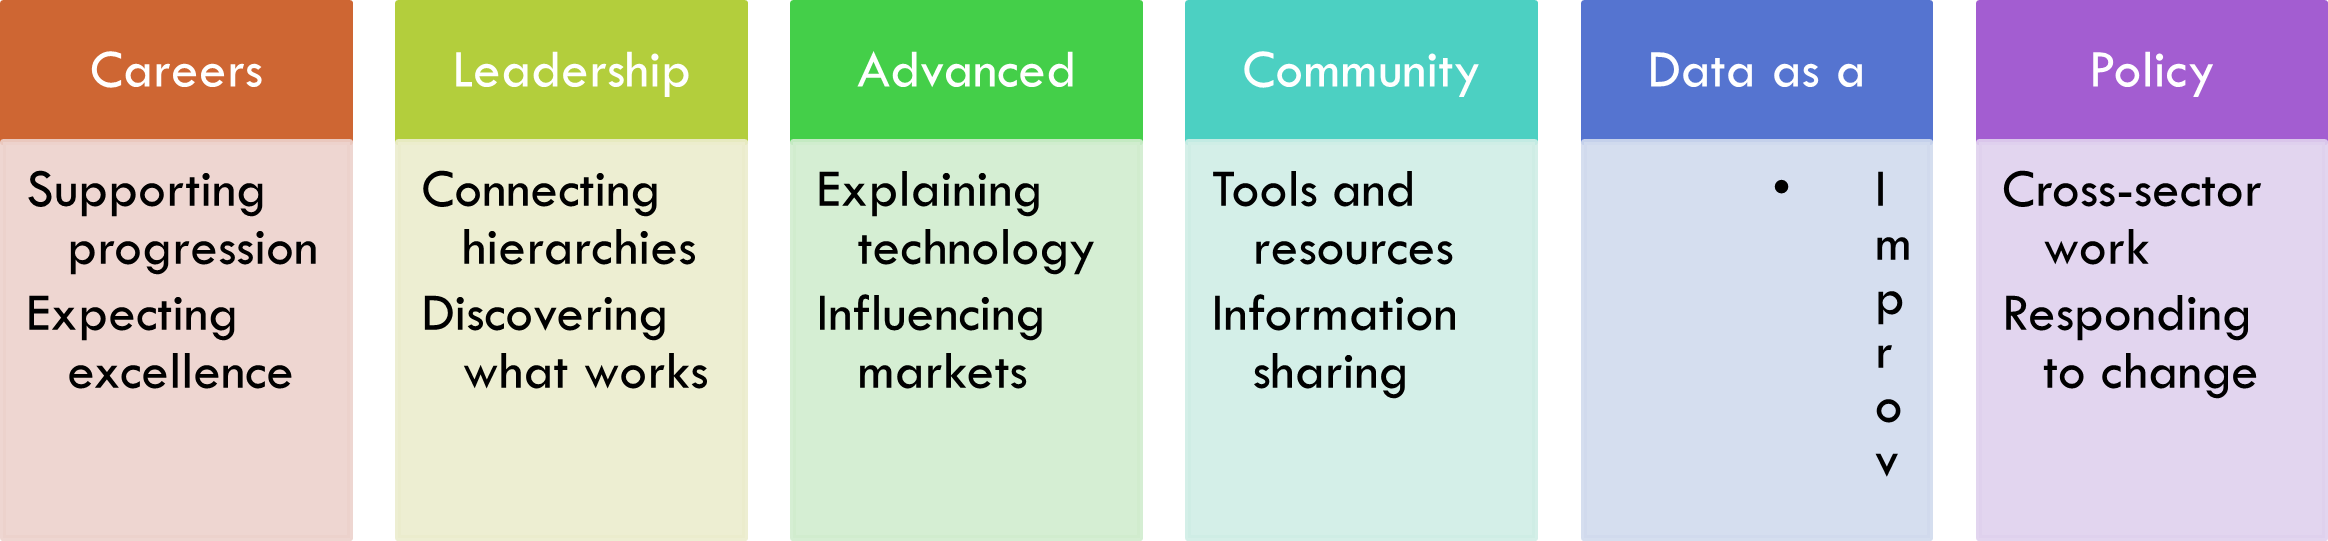 Careers
Supporting
progression
Expecting
excellence
Leadership
Connecting
hierarchies
Discovering
what works
Advanced
Explaining
technology
Influencing
markets
Community
Tools and
resources
Information
sharing
Data as a
• I
m
p
r
o
v
Policy
Cross-sector
work
Responding
to change